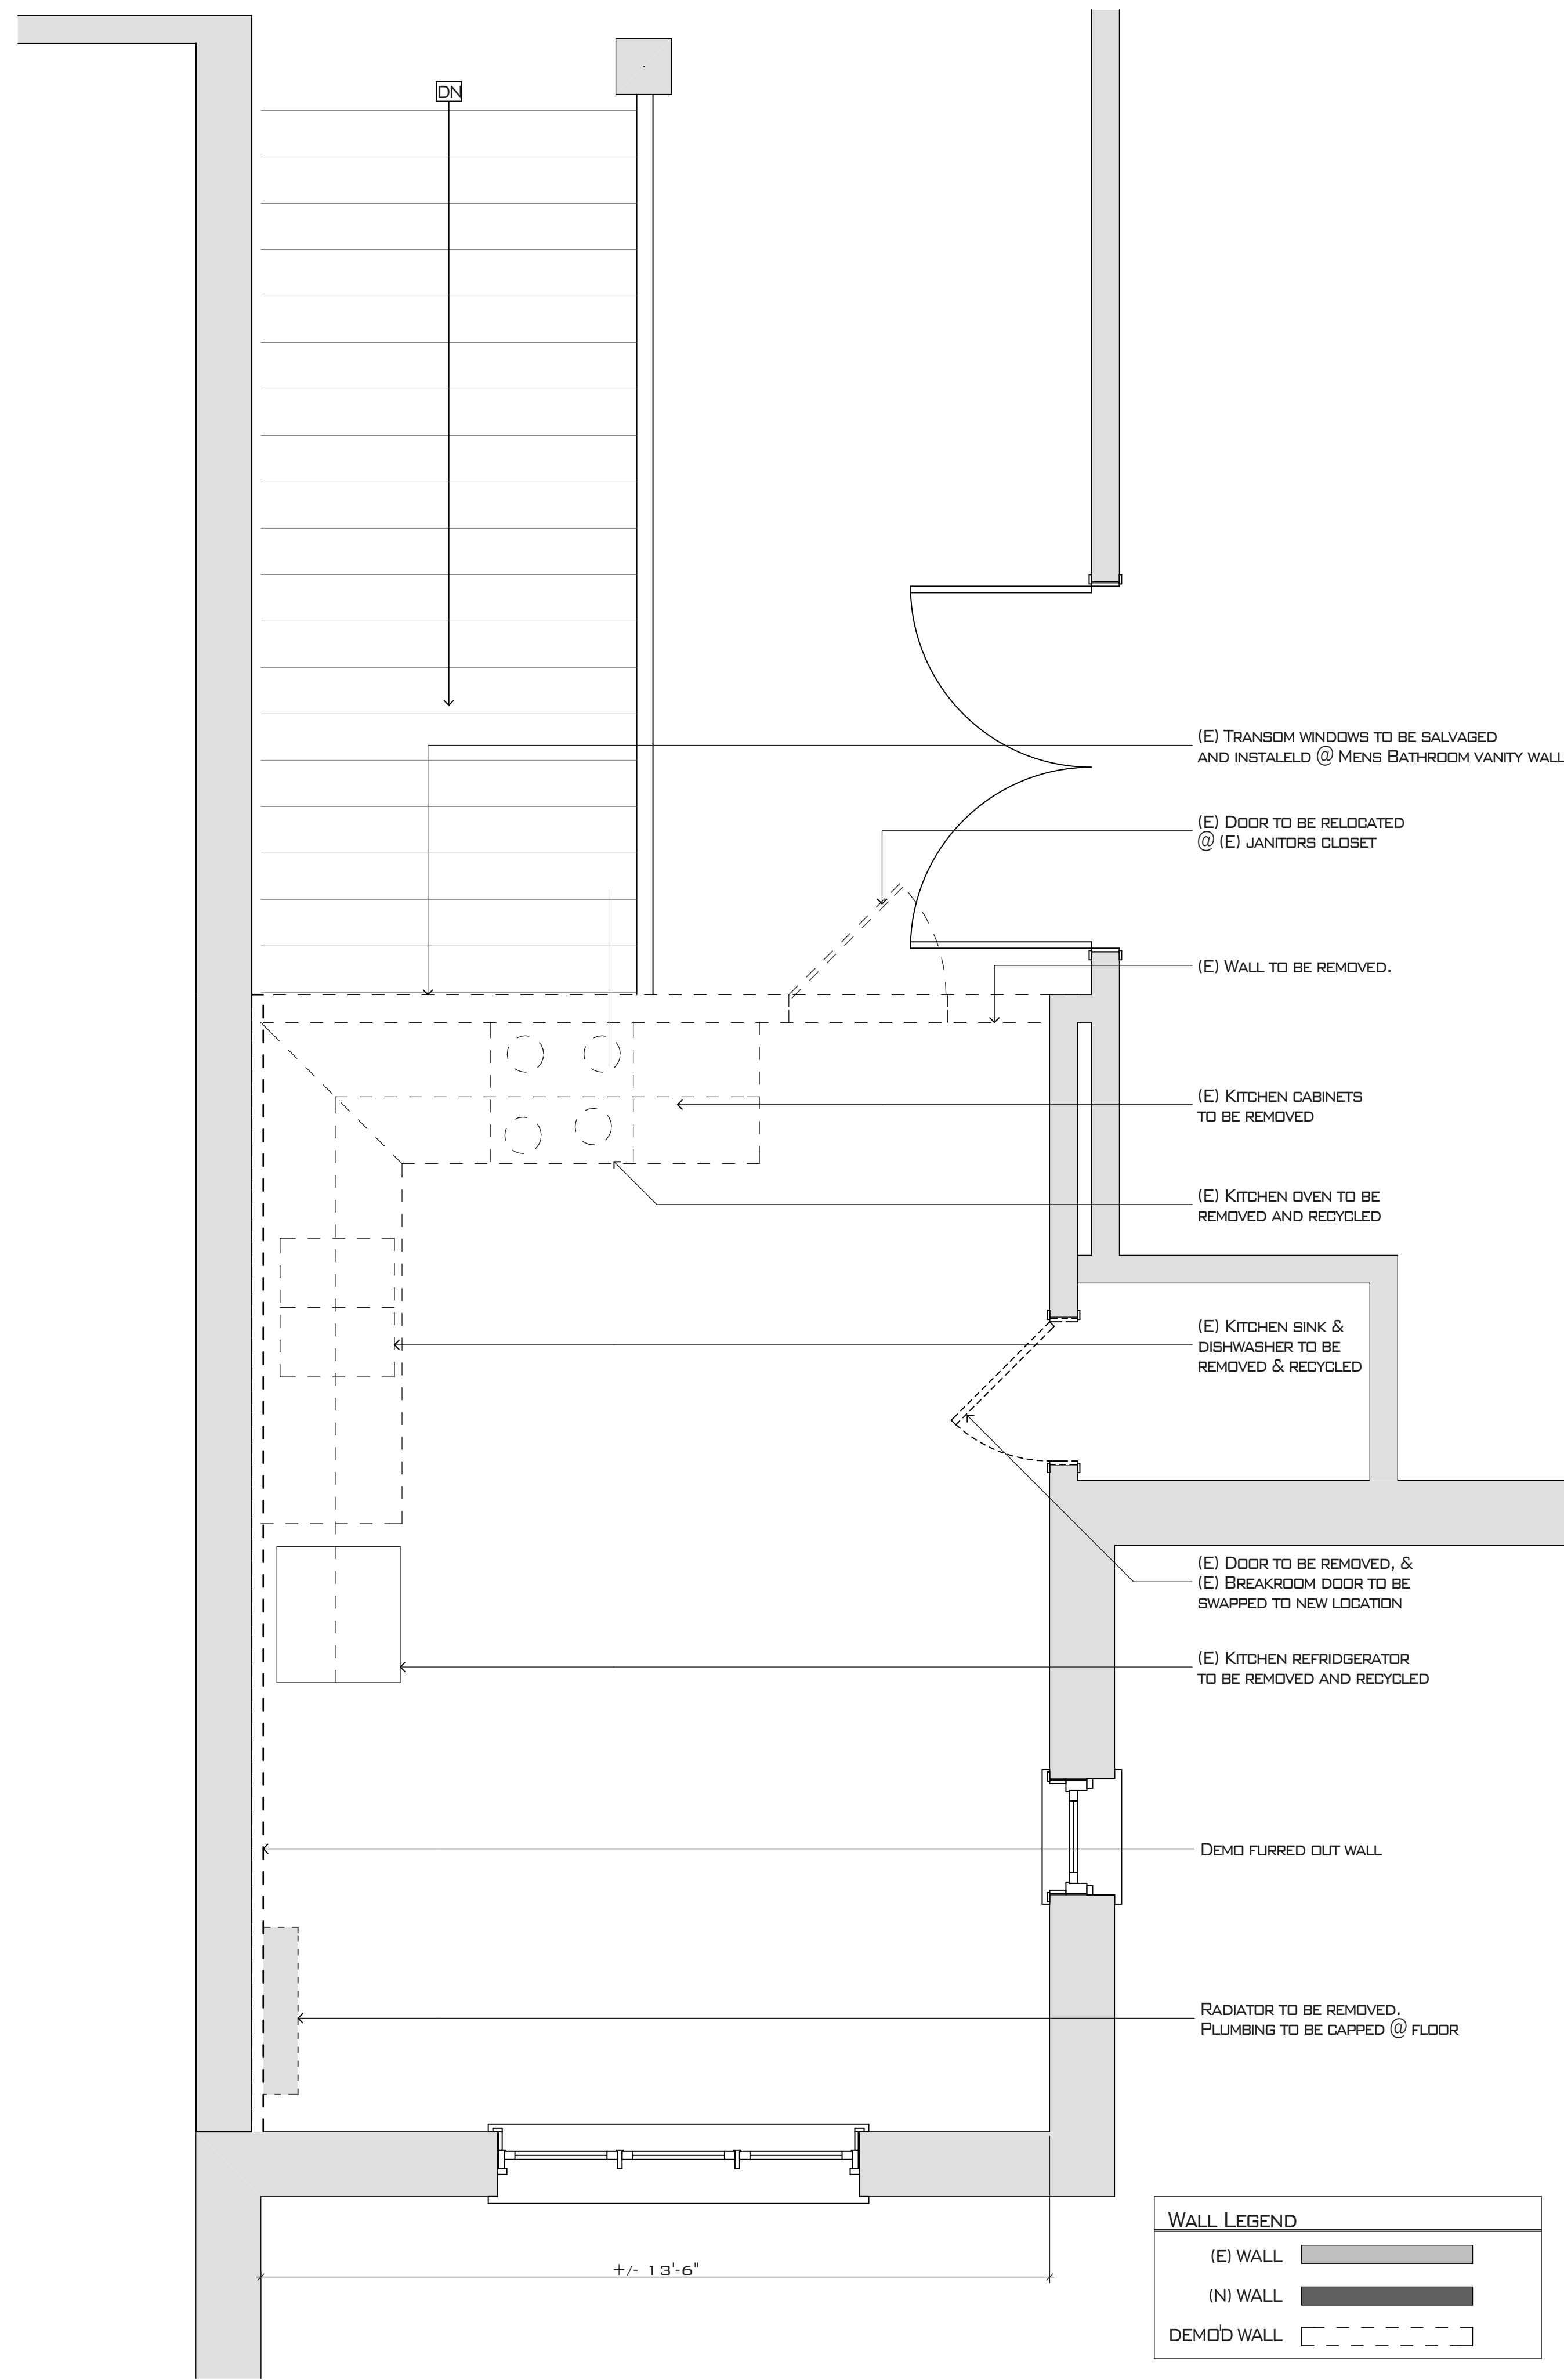 DN
(E) Transom windows to be salvaged
and instaleld @ Mens Bathroom vanity wall
(E) Door to be relocated
@ (E) janitors closet
(E) Wall to be removed.
(E) Kitchen cabinets
to be removed
(E) Kitchen oven to be
removed and recycled
(E) Kitchen sink &
dishwasher to be
removed & recycled
(E) Door to be removed, &
(E) Breakroom door to be
swapped to new location
(E) Kitchen refridgerator
to be removed and recycled
Demo furred out wall
Radiator to be removed.
Plumbing to be capped @ floor
Wall Legend
(E) WALL
(N) WALL
DEMO'D WALL
+/- 13'-6"